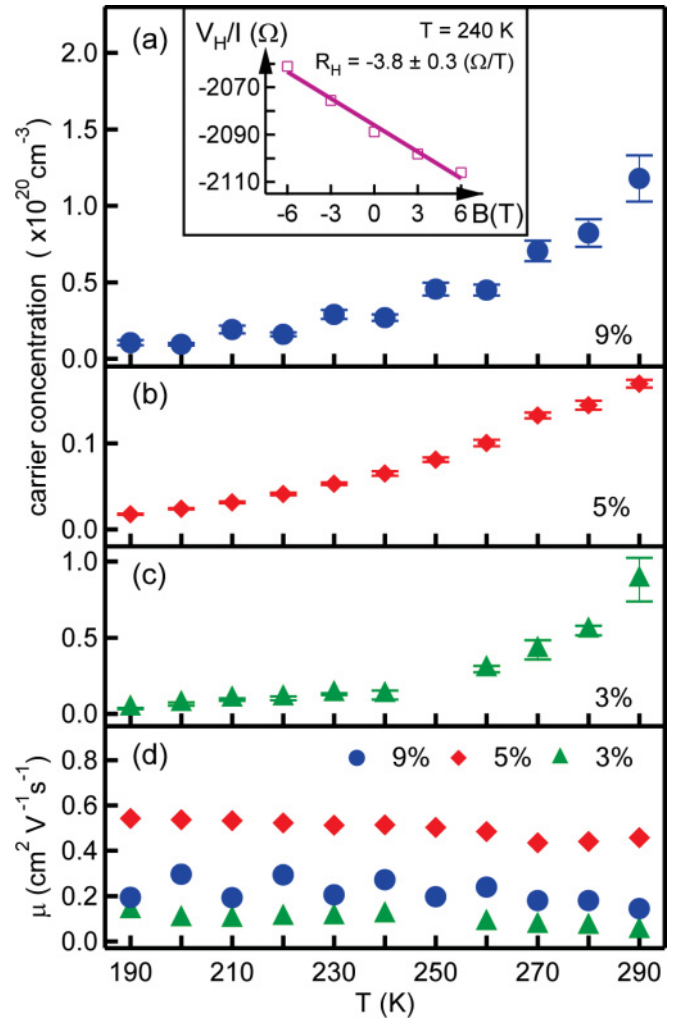 (a)
V_H/I (Ω)
T = 240 K
R_H = -3.8 ± 0.3 (Ω/T)
-2070
-2090
-2110
-6 -3 0 3 6 B(T)
2.0
1.5
1.0
0.5
0.0
9%
carrier concentration ( x10^20 cm^-3)
(b)
0.1
0.0
5%
(c)
1.0
0.5
0.0
3%
(d)
9% 5% 3%
0.8
0.6
0.4
0.2
0.0
μ (cm^2 V^-1 s^-1)
190 210 230 250 270 290
T (K)